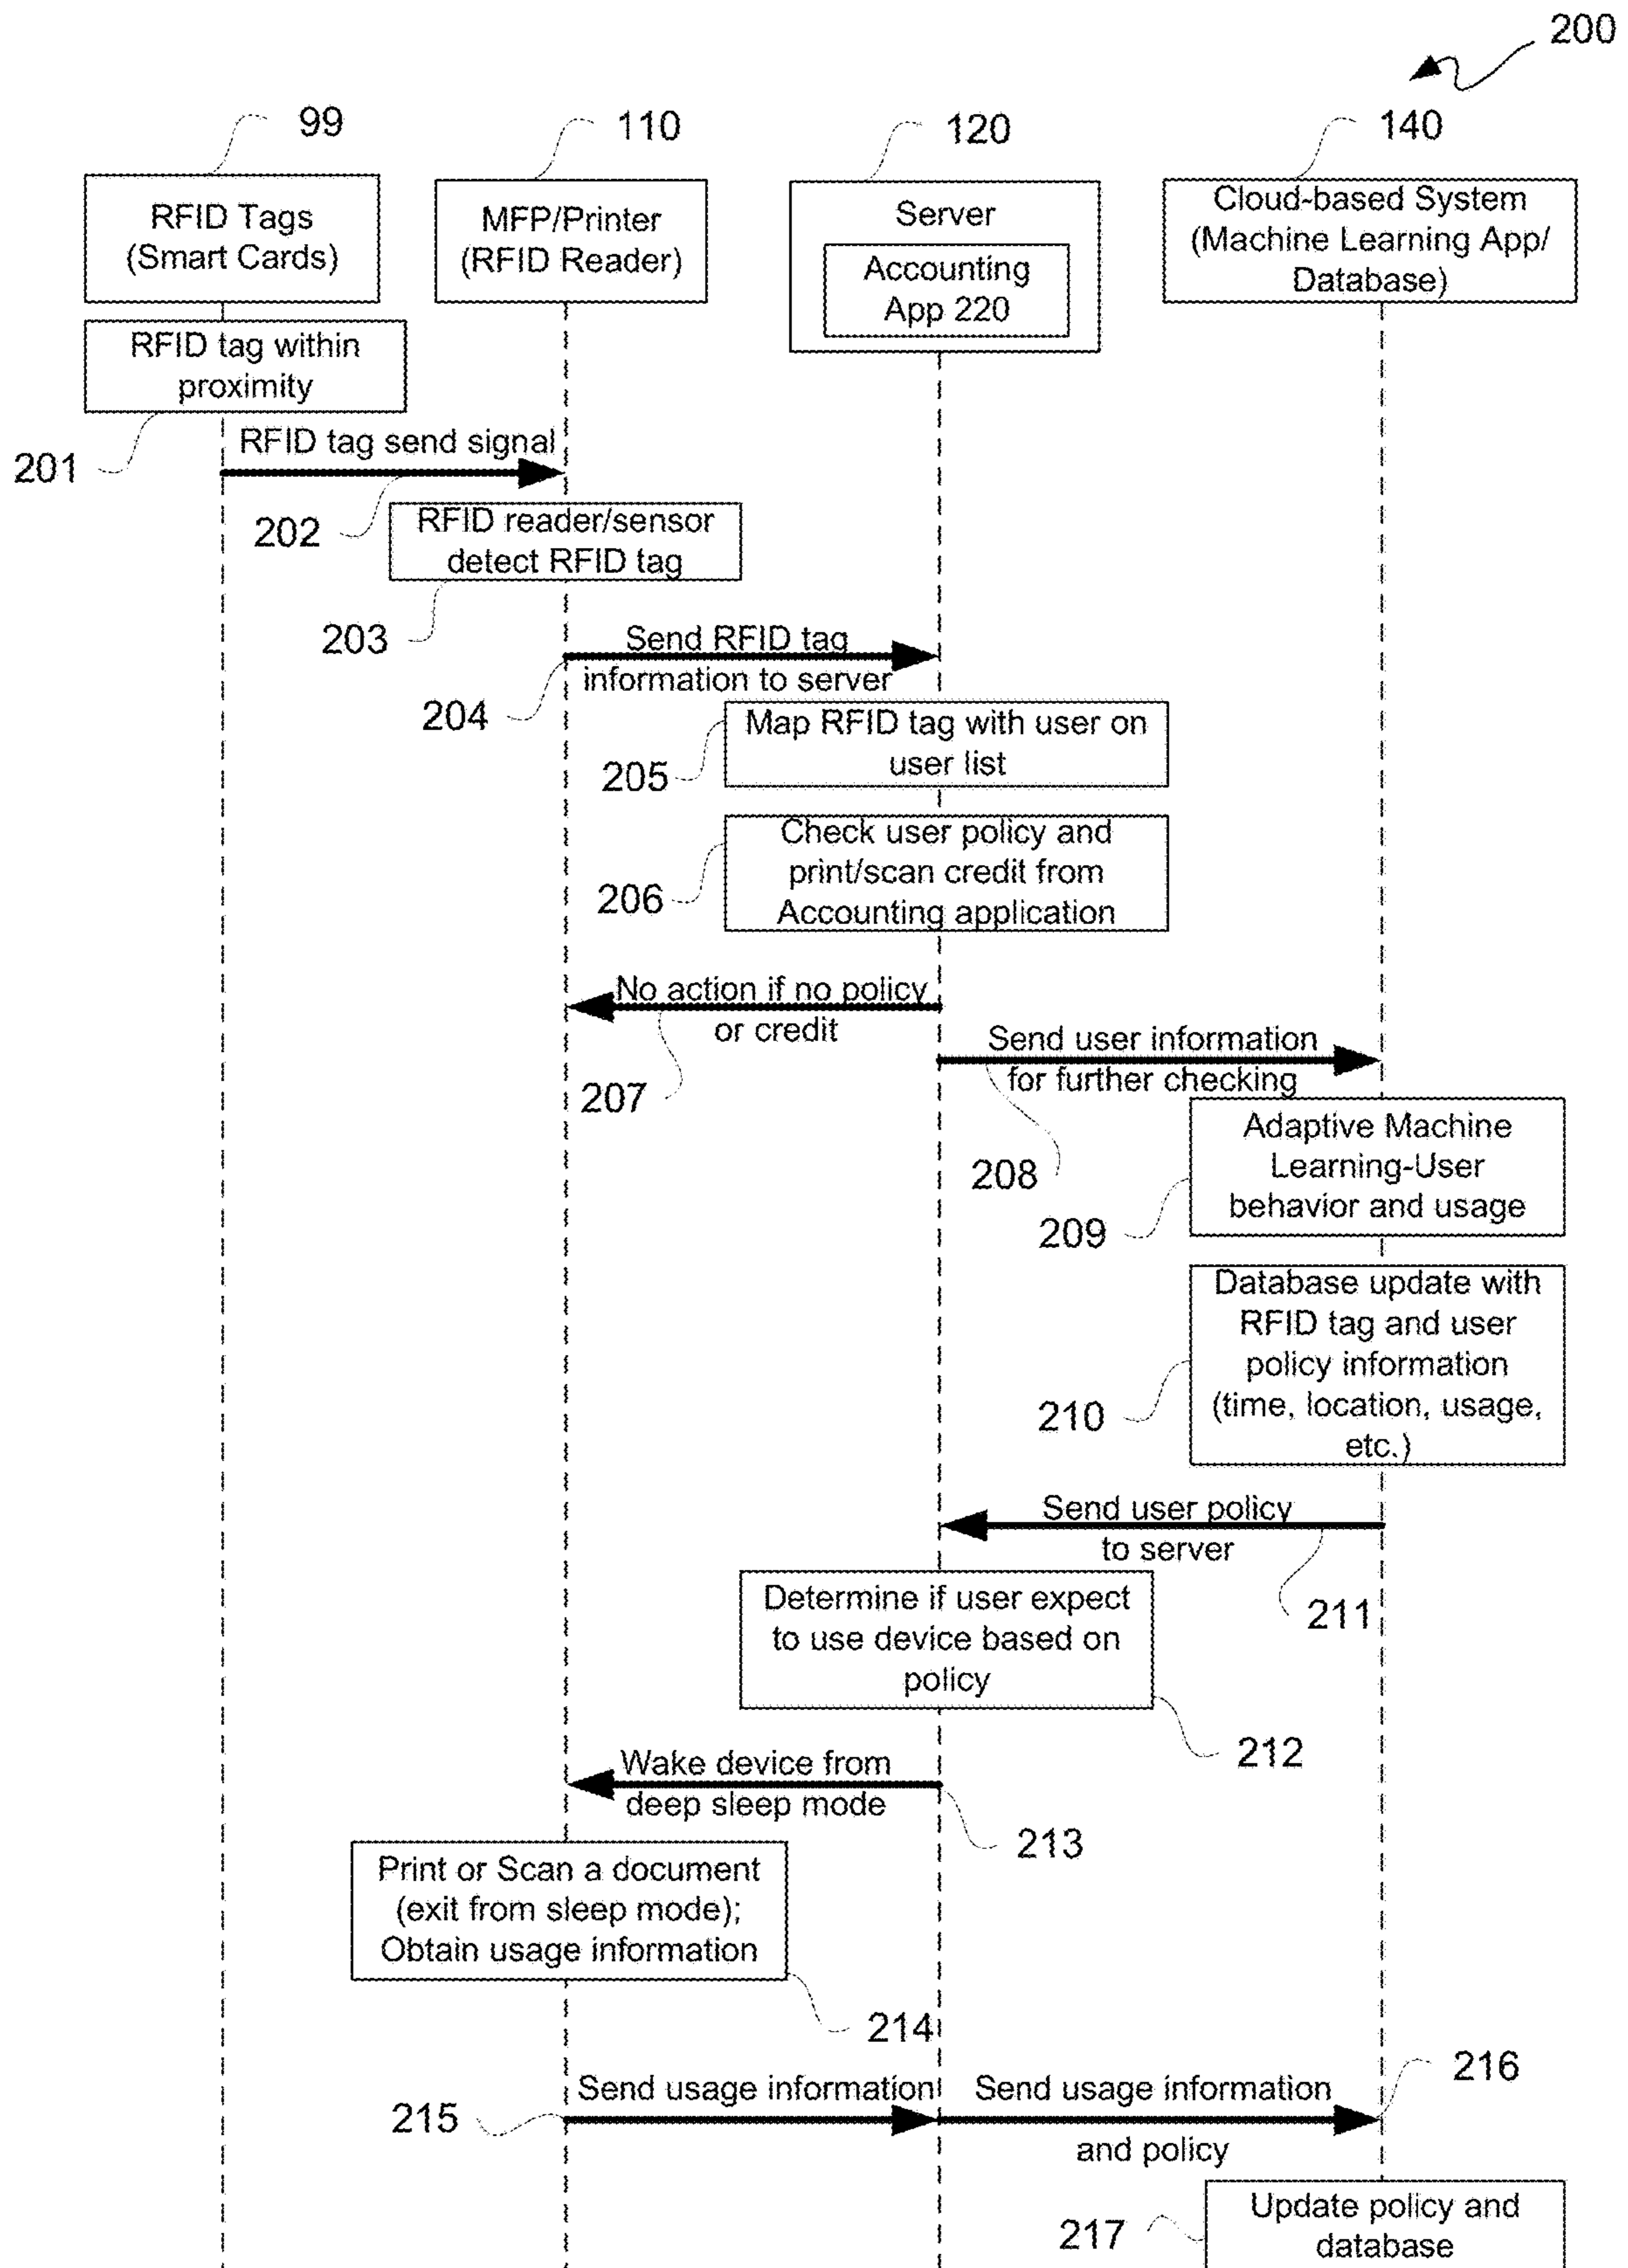 200
99
110
120
140
RFID Tags
(Smart Cards)
MFP/Printer
(RFID Reader)
Server
Accounting
App 220
Cloud-based System
(Machine Learning App/
Database)
RFID tag within
proximity
201
RFID tag send signal
202
RFID reader/sensor
detect RFID tag
203
Send RFID tag
information to server
204
Map RFID tag with user on
user list
205
Check user policy and
print/scan credit from
Accounting application
206
No action if no policy
or credit
207
Send user information
for further checking
208
Adaptive Machine
Learning-User
behavior and usage
209
Database update with
RFID tag and user
policy information
(time, location, usage,
etc.)
210
Send user policy
to server
211
Determine if user expect
to use device based on
policy
212
Wake device from
deep sleep mode
213
Print or Scan a document
(exit from sleep mode);
Obtain usage information
214
Send usage information
215
Send usage information
and policy
216
Update policy and
database
217